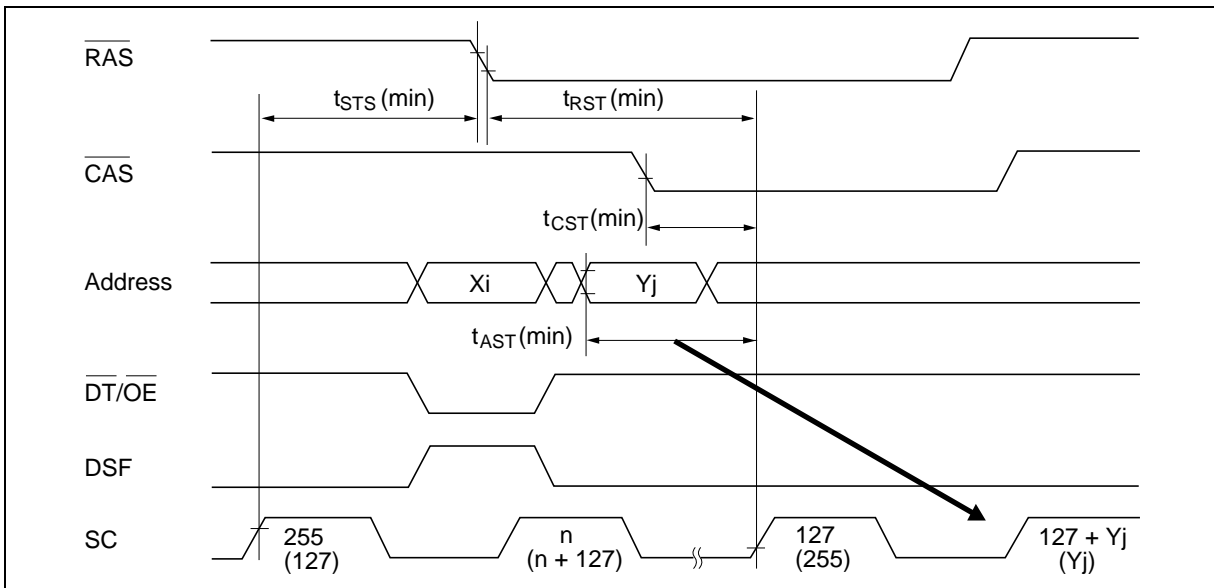 RAS
tSTS (min) tRST (min)
CAS
tCST (min)
Address Xi Yj
tAST (min)
DT/OE
DSF
SC 255 n 127 127 + Yj
(127) (n + 127) (255) (Yj)